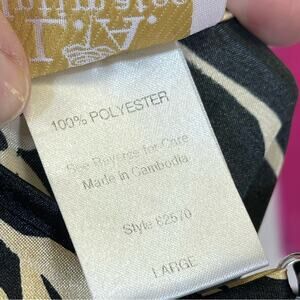 100% POLYESTER
See Reverse for Care
Made in Cambodia
Style 62570
LARGE